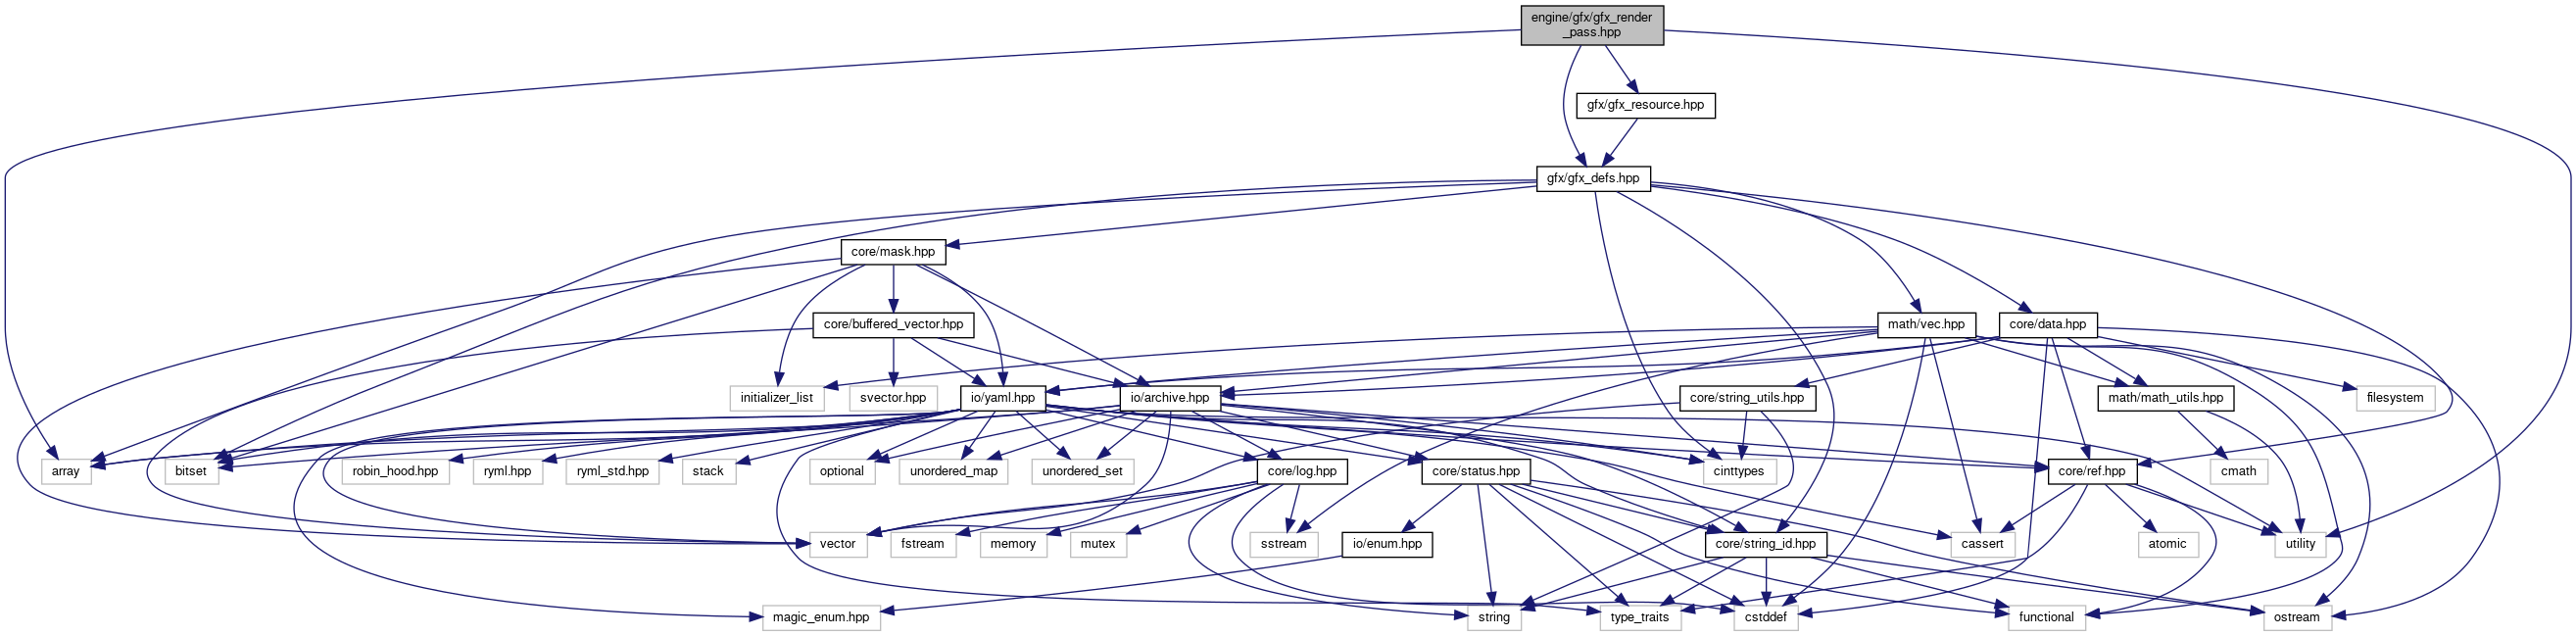 engine/gfx/gfx_render
_pass.hpp
gfx/gfx_resource.hpp
gfx/gfx_defs.hpp
core/mask.hpp
core/buffered_vector.hpp
math/vec.hpp
core/data.hpp
initializer_list
svector.hpp
io/yaml.hpp
io/archive.hpp
core/string_utils.hpp
math/math_utils.hpp
filesystem
array
bitset
robin_hood.hpp
ryml.hpp
ryml_std.hpp
stack
optional
unordered_map
unordered_set
core/log.hpp
core/status.hpp
cinttypes
core/ref.hpp
cmath
vector
fstream
memory
mutex
sstream
io/enum.hpp
core/string_id.hpp
cassert
atomic
utility
magic_enum.hpp
string
type_traits
cstddef
functional
ostream